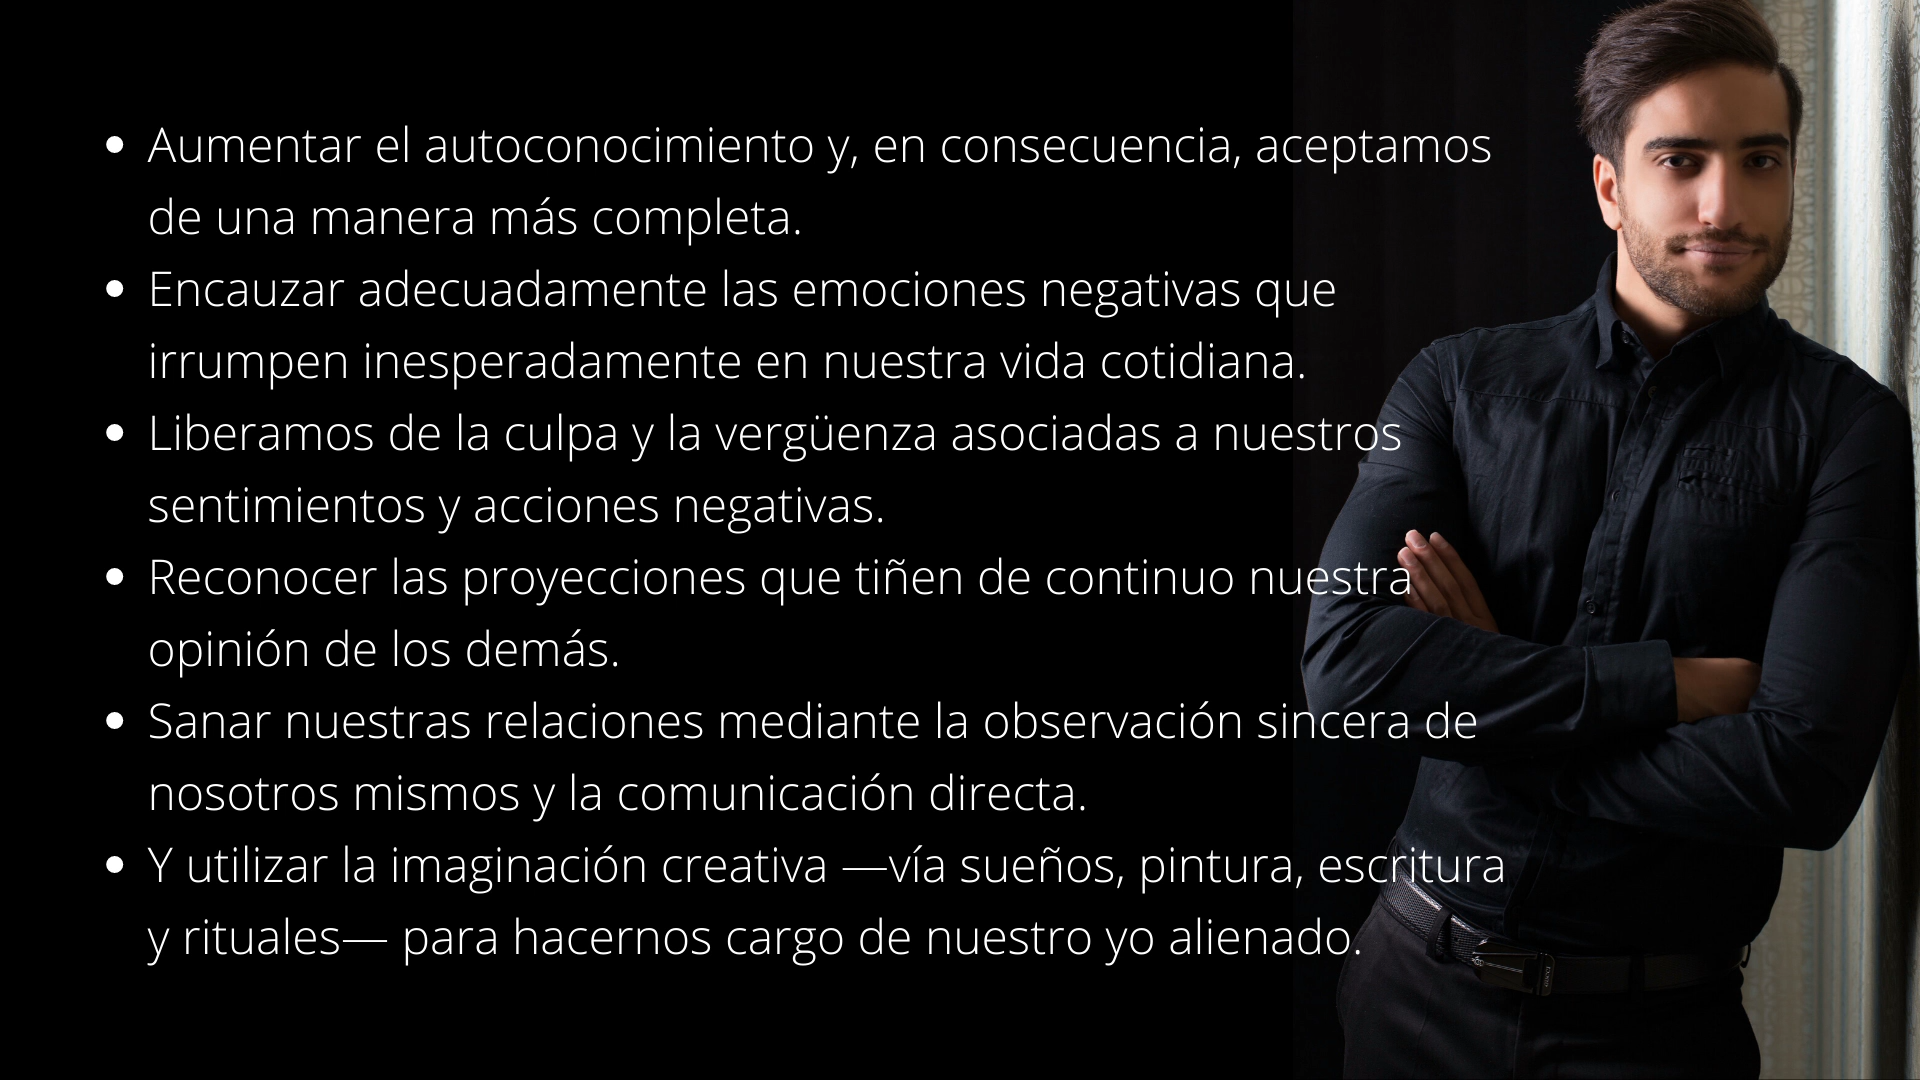 Aumentar el autoconocimiento y, en consecuencia, aceptamos
de una manera más completa.
Encauzar adecuadamente las emociones negativas que
irrumpen inesperadamente en nuestra vida cotidiana.
Liberamos de la culpa y la vergüenza asociadas a nuestros
sentimientos y acciones negativas.
Reconocer las proyecciones que tiñen de continuo nuestra
opinión de los demás.
Sanar nuestras relaciones mediante la observación sincera de
nosotros mismos y la comunicación directa.
Y utilizar la imaginación creativa —vía sueños, pintura, escritura
y rituales— para hacernos cargo de nuestro yo alienado.